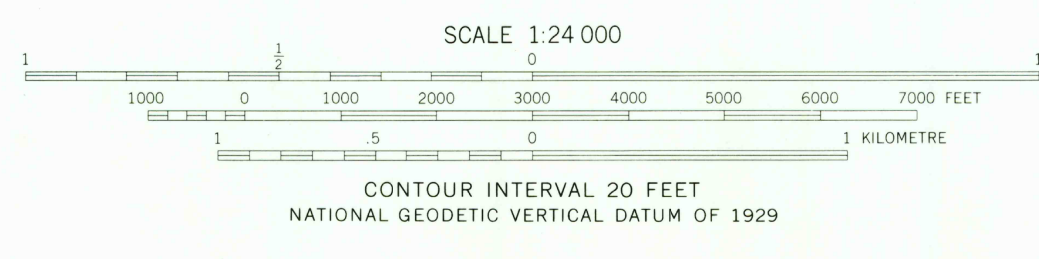 SCALE 1:24 000
1 1/2 0 1
1000 0 1000 2000 3000 4000 5000 6000 7000 FEET
1 .5 0 1 KILOMETRE
CONTOUR INTERVAL 20 FEET
NATIONAL GEODETIC VERTICAL DATUM OF 1929